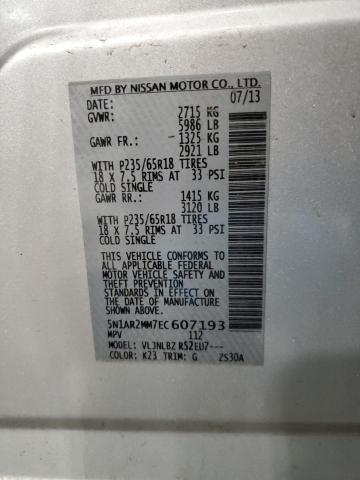 MFD BY NISSAN MOTOR CO., LTD.
DATE: 07/13
GVWR: 2715 KG
5986 LB
GAWR FR.: 1325 KG
2921 LB
WITH P235/65R18 TIRES
18 X 7.5 RIMS AT 33 PSI
COLD SINGLE
GAWR RR.: 1415 KG
3120 LB
WITH P235/65R18 TIRES
18 X 7.5 RIMS AT 33 PSI
COLD SINGLE
THIS VEHICLE CONFORMS TO
ALL APPLICABLE FEDERAL
MOTOR VEHICLE SAFETY AND
THEFT PREVENTION
STANDARDS IN EFFECT ON
THE DATE OF MANUFACTURE
SHOWN ABOVE.
5N1AR2MM7EC607193
MPV 112
MODEL: VLJNLBZ R52EU7---
COLOR: K23 TRIM: G ZS30A